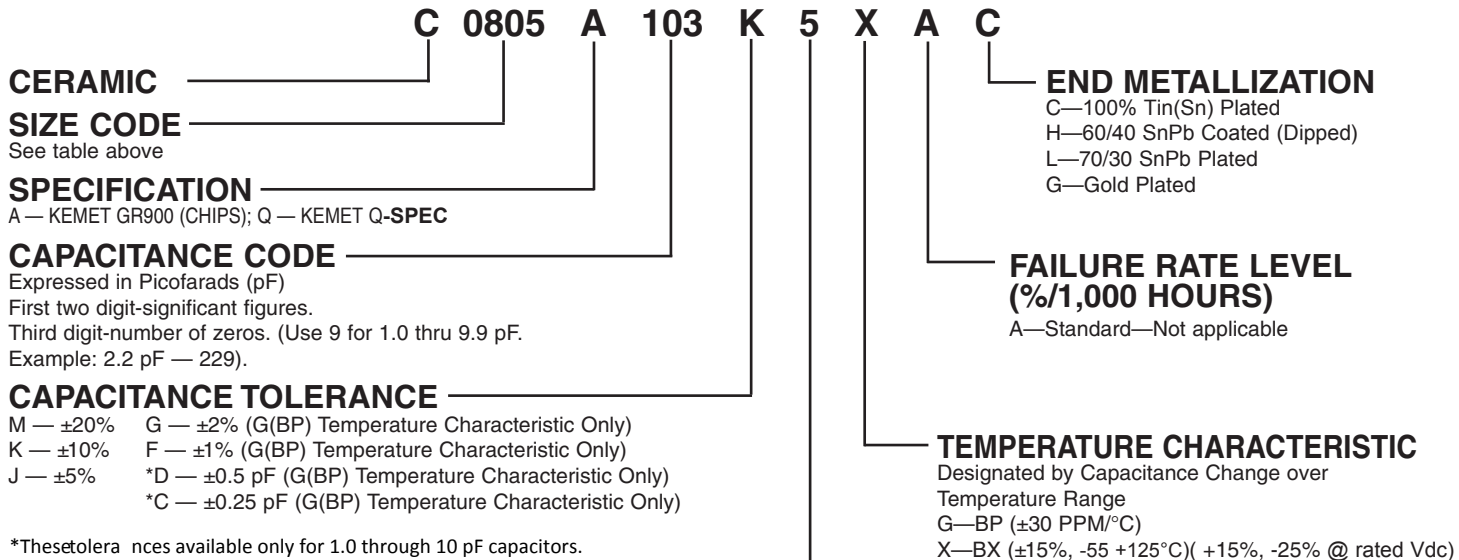 C 0805 A 103 K 5 X A C
CERAMIC
SIZE CODE
See table above
SPECIFICATION
A — KEMET GR900 (CHIPS); Q — KEMET Q-SPEC
CAPACITANCE CODE
Expressed in Picofarads (pF)
First two digit-significant figures.
Third digit-number of zeros. (Use 9 for 1.0 thru 9.9 pF.
Example: 2.2 pF — 229).
CAPACITANCE TOLERANCE
M — ±20% G — ±2% (G(BP) Temperature Characteristic Only)
K — ±10% F — ±1% (G(BP) Temperature Characteristic Only)
J — ±5% *D — ±0.5 pF (G(BP) Temperature Characteristic Only)
*C — ±0.25 pF (G(BP) Temperature Characteristic Only)
*Thesetolera nces available only for 1.0 through 10 pF capacitors.
END METALLIZATION
C—100% Tin(Sn) Plated
H—60/40 SnPb Coated (Dipped)
L—70/30 SnPb Plated
G—Gold Plated
FAILURE RATE LEVEL
(%/1,000 HOURS)
A—Standard—Not applicable
TEMPERATURE CHARACTERISTIC
Designated by Capacitance Change over
Temperature Range
G—BP (±30 PPM/°C)
X—BX (±15%, -55 +125°C)( +15%, -25% @ rated Vdc)